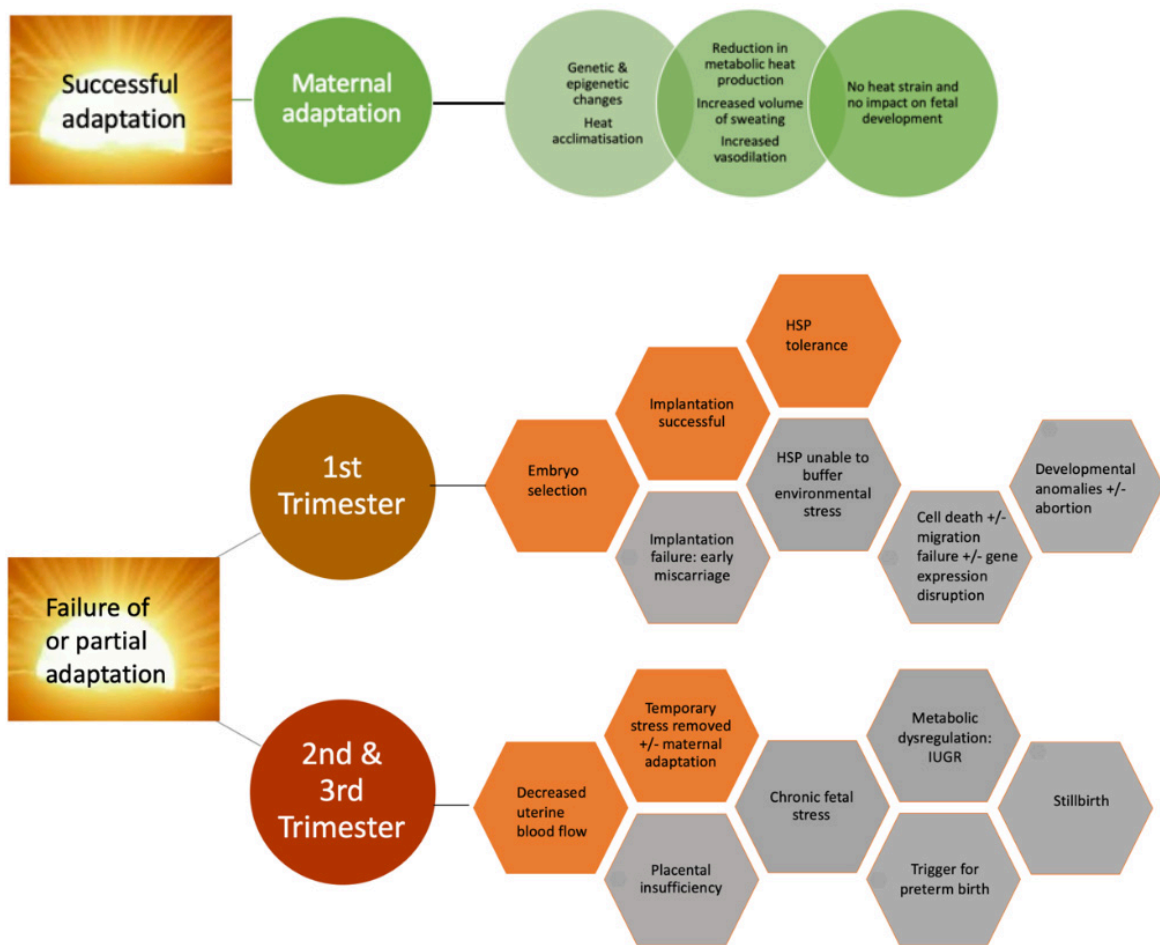 Successful
adaptation
Maternal
adaptation
Genetic &
epigenetic
changes
Heat
acclimatisation
Reduction in
metabolic heat
production
Increased volume
of sweating
Increased
vasodilation
No heat strain and
no impact on fetal
development
Failure of
or partial
adaptation
1st
Trimester
Embryo
selection
Implantation
successful
Implantation
failure: early
miscarriage
HSP
tolerance
HSP unable to
buffer
environmental
stress
Cell death +/-
migration
failure +/- gene
expression
disruption
Developmental
anomalies +/-
abortion
2nd &
3rd
Trimester
Decreased
uterine
blood flow
Temporary
stress removed
+/- maternal
adaptation
Placental
insufficiency
Chronic fetal
stress
Metabolic
dysregulation:
IUGR
Trigger for
preterm birth
Stillbirth